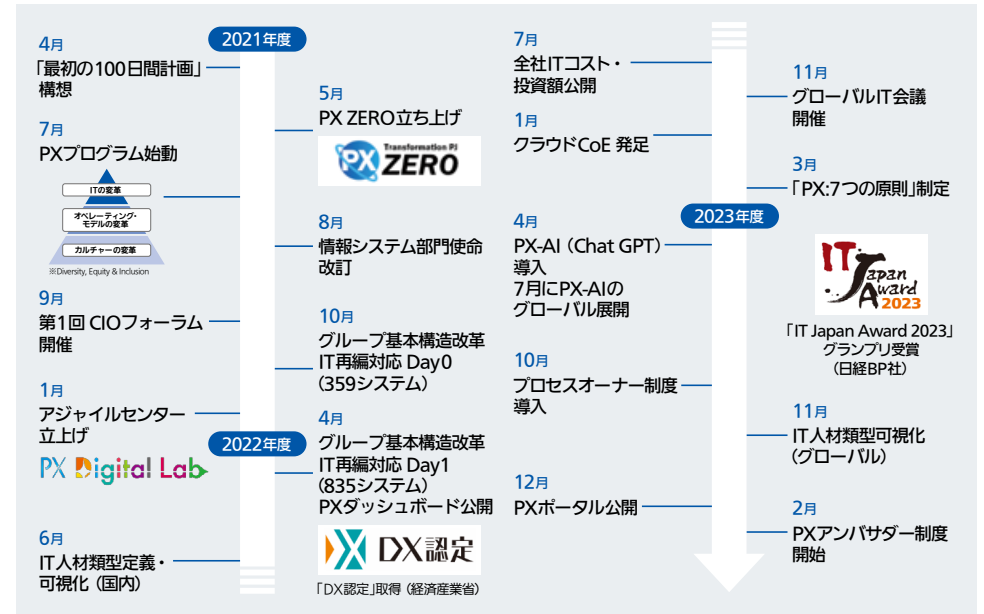 2021年度
4月
「最初の100日間計画」
構想
5月
PX ZERO立ち上げ
Transformation PJ
PX ZERO
7月
PXプログラム始動
ITの変革
オペレーティング・
モデルの変革
カルチャーの変革
※Diversity, Equity & Inclusion
8月
情報システム部門使命
改訂
9月
第1回 CIOフォーラム
開催
10月
グループ基本構造改革
IT再編対応 Day0
(359システム)
1月
アジャイルセンター
立上げ
PX Digital Lab
2022年度
4月
グループ基本構造改革
IT再編対応 Day1
(835システム)
PXダッシュボード公開
DX認定
「DX認定」取得 (経済産業省)
6月
IT人材類型定義・
可視化 (国内)
7月
全社ITコスト・
投資額公開
11月
グローバルIT会議
開催
1月
クラウドCoE 発足
3月
「PX:7つの原則」制定
2023年度
4月
PX-AI (Chat GPT)
導入
7月にPX-AIの
グローバル展開
IT Japan
Award
2023
「IT Japan Award 2023」
グランプリ受賞
(日経BP社)
10月
プロセスオーナー制度
導入
11月
IT人材類型可視化
(グローバル)
12月
PXポータル公開
2月
PXアンバサダー制度
開始